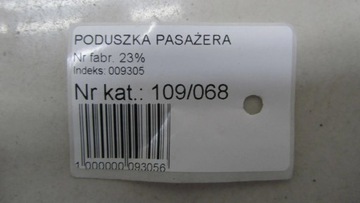 PODUSZKA PASAŻERA
Nr fabr. 23%
Indeks: 009305
Nr kat.: 109/068
1 000000 093056